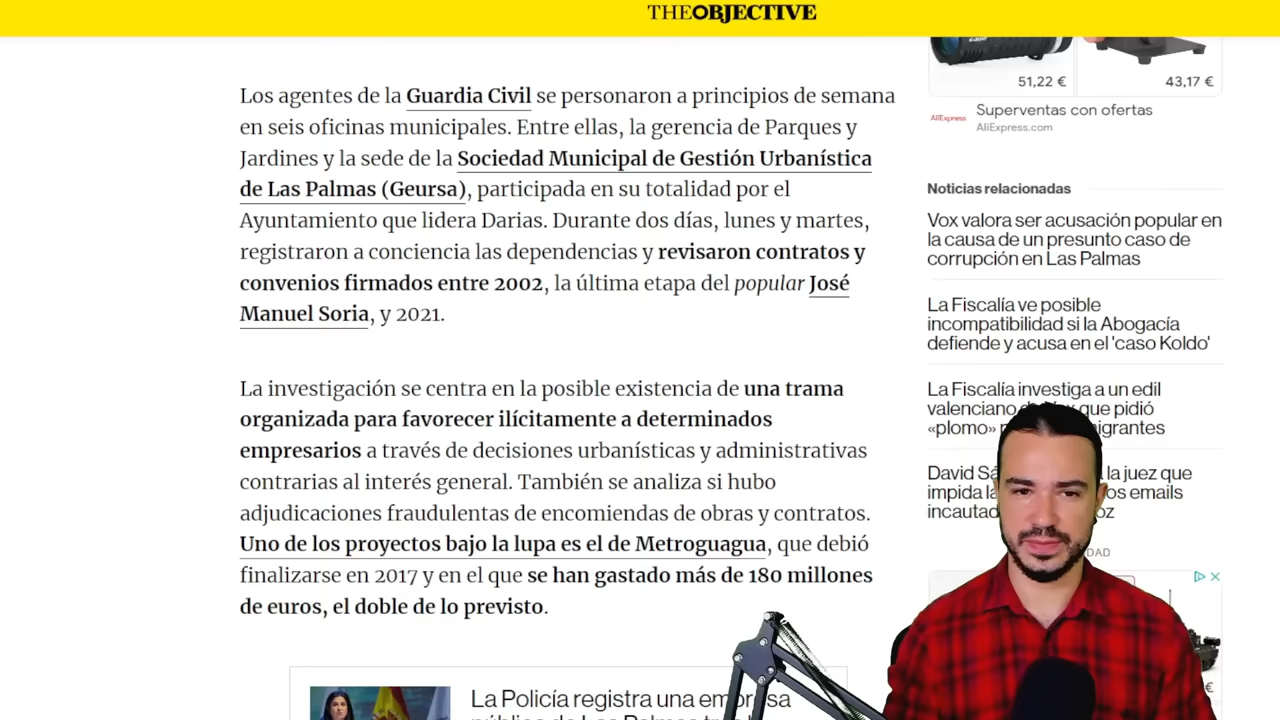 THEOBJECTIVE
Los agentes de la Guardia Civil se personaron a principios de semana
en seis oficinas municipales. Entre ellas, la gerencia de Parques y
Jardines y la sede de la Sociedad Municipal de Gestión Urbanística
de Las Palmas (Geursa), participada en su totalidad por el
Ayuntamiento que lidera Darias. Durante dos días, lunes y martes,
registraron a conciencia las dependencias y revisaron contratos y
convenios firmados entre 2002, la última etapa del popular José
Manuel Soria, y 2021.
La investigación se centra en la posible existencia de una trama
organizada para favorecer ilícitamente a determinados
empresarios a través de decisiones urbanísticas y administrativas
contrarias al interés general. También se analiza si hubo
adjudicaciones fraudulentas de encomiendas de obras y contratos.
Uno de los proyectos bajo la lupa es el de Metroguagua, que debió
finalizarse en 2017 y en el que se han gastado más de 180 millones
de euros, el doble de lo previsto.
La Policía registra una empresa
pública de Las Palmas
51,22 € 43,17 €
AliExpress
Superventas con ofertas
AliExpress.com
Noticias relacionadas
Vox valora ser acusación popular en
la causa de un presunto caso de
corrupción en Las Palmas
La Fiscalía ve posible
incompatibilidad si la Abogacía
defiende y acusa en el 'caso Koldo'
La Fiscalía investiga a un edil
valenciano que pidió
«plomo»
David la juez que
impida emails
€